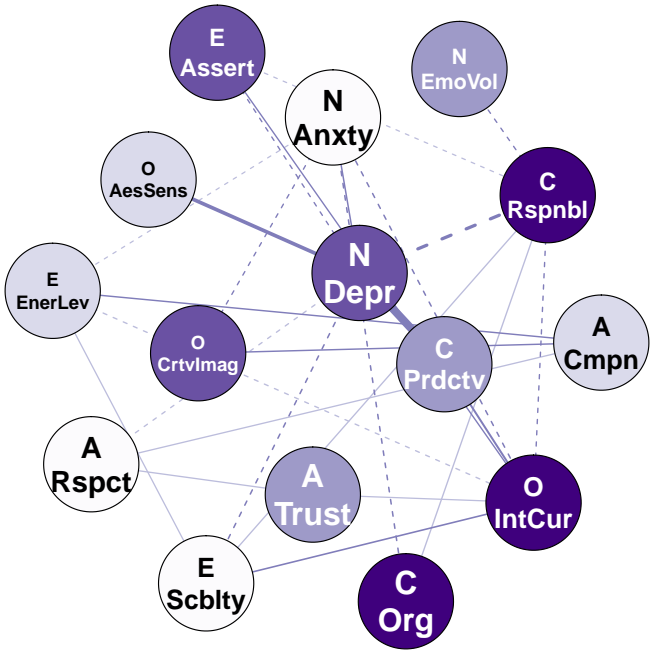 E
Assert
N
EmoVol
N
Anxty
O
AesSens
C
Rspnbl
N
Depr
E
EnerLev
O
CrtvImag
C
Prdctv
A
Cmpn
A
Rspct
A
Trust
O
IntCur
E
Scblty
C
Org